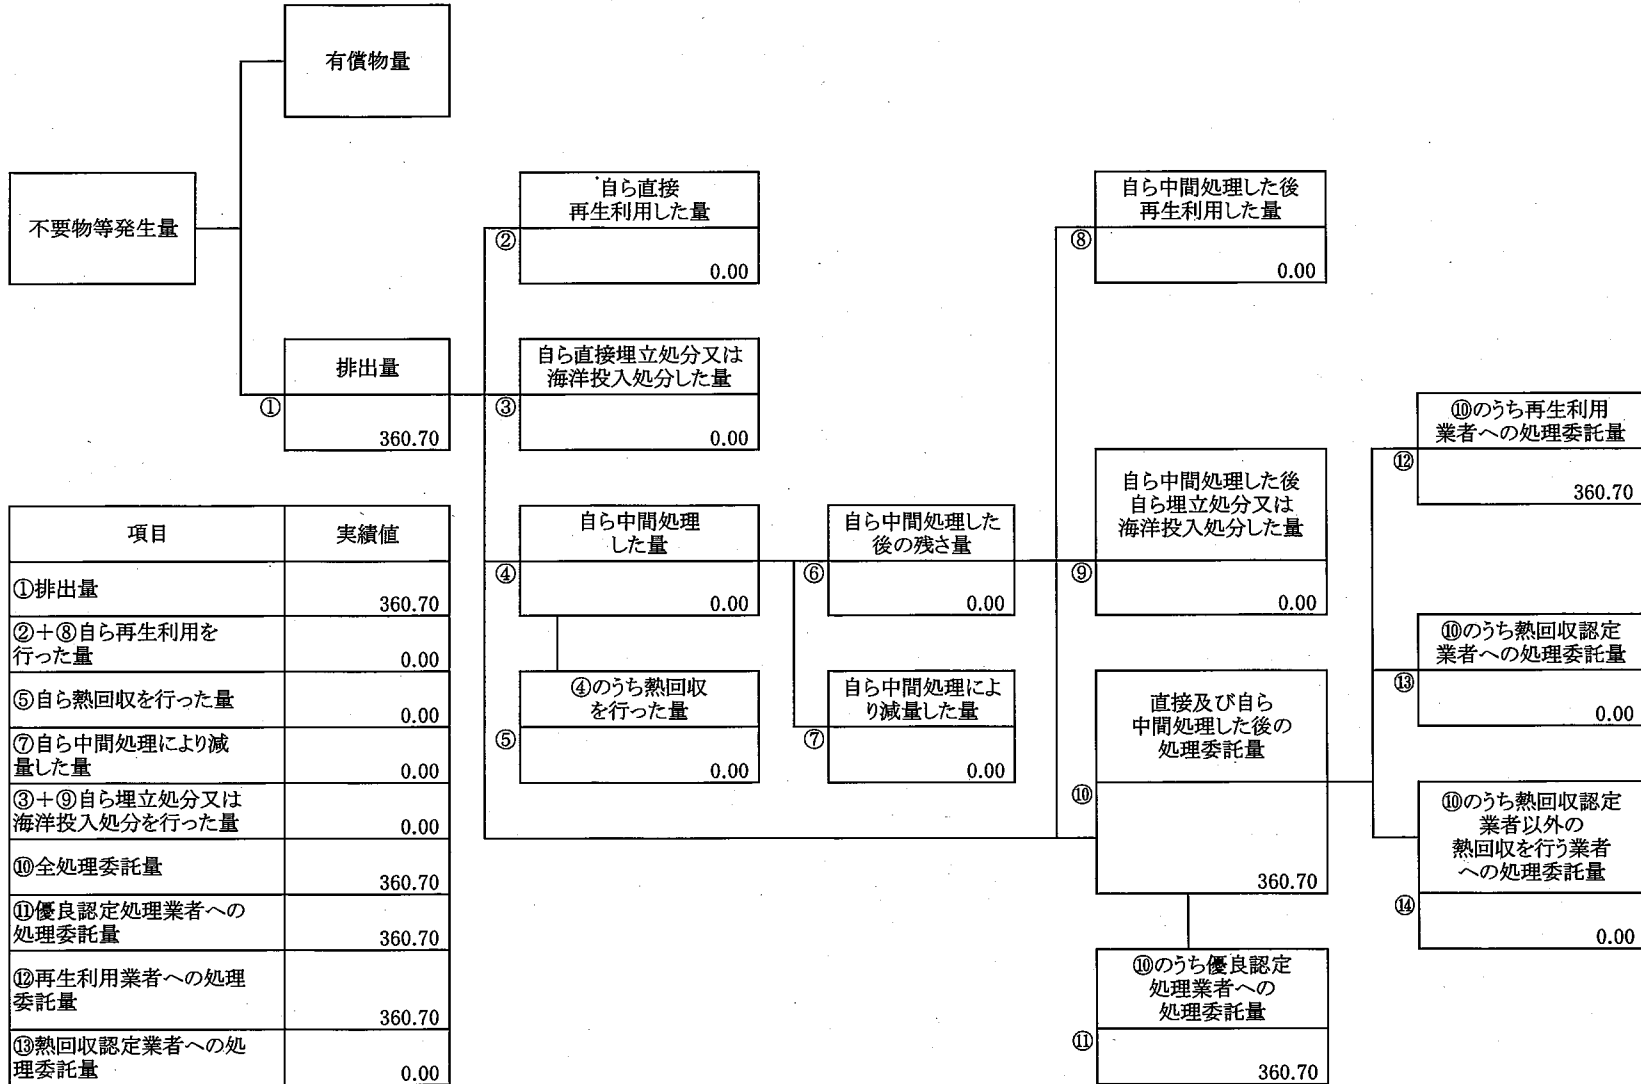 有償物量
不要物等発生量
自ら直接
再生利用した量
②
0.00
自ら中間処理した後
再生利用した量
⑧
0.00
排出量
①
360.70
自ら直接埋立処分又は
海洋投入処分した量
③
0.00
⑩のうち再生利用
業者への処理委託量
⑫
360.70
自ら中間処理
した量
④
0.00
自ら中間処理した
後の残さ量
⑥
0.00
自ら中間処理した後
自ら埋立処分又は
海洋投入処分した量
⑨
0.00
⑩のうち熱回収認定
業者への処理委託量
⑬
0.00
④のうち熱回収
を行った量
⑤
0.00
自ら中間処理によ
り減量した量
⑦
0.00
直接及び自ら
中間処理した後の
処理委託量
⑩
360.70
⑩のうち熱回収認定
業者以外の
熱回収を行う業者
への処理委託量
⑭
0.00
⑩のうち優良認定
処理業者への
処理委託量
⑪
360.70
項目 実績値
①排出量 360.70
②+⑧自ら再生利用を
行った量 0.00
⑤自ら熱回収を行った量 0.00
⑦自ら中間処理により減
量した量 0.00
③+⑨自ら埋立処分又は
海洋投入処分を行った量 0.00
⑩全処理委託量 360.70
⑪優良認定処理業者への
処理委託量 360.70
⑫再生利用業者への処理
委託量 360.70
⑬熱回収認定業者への処
理委託量 0.00